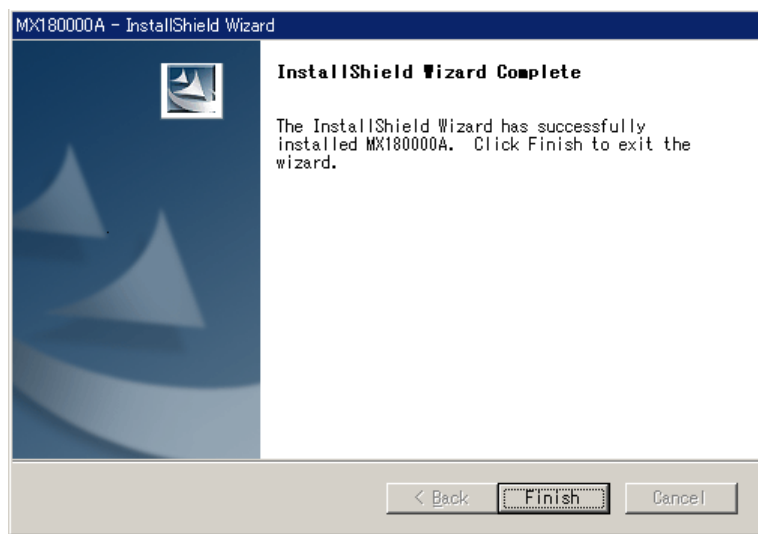 MX180000A - InstallShield Wizard
InstallShield Wizard Complete
The InstallShield Wizard has successfully
installed MX180000A. Click Finish to exit the
wizard.
< Back
Finish
Cancel